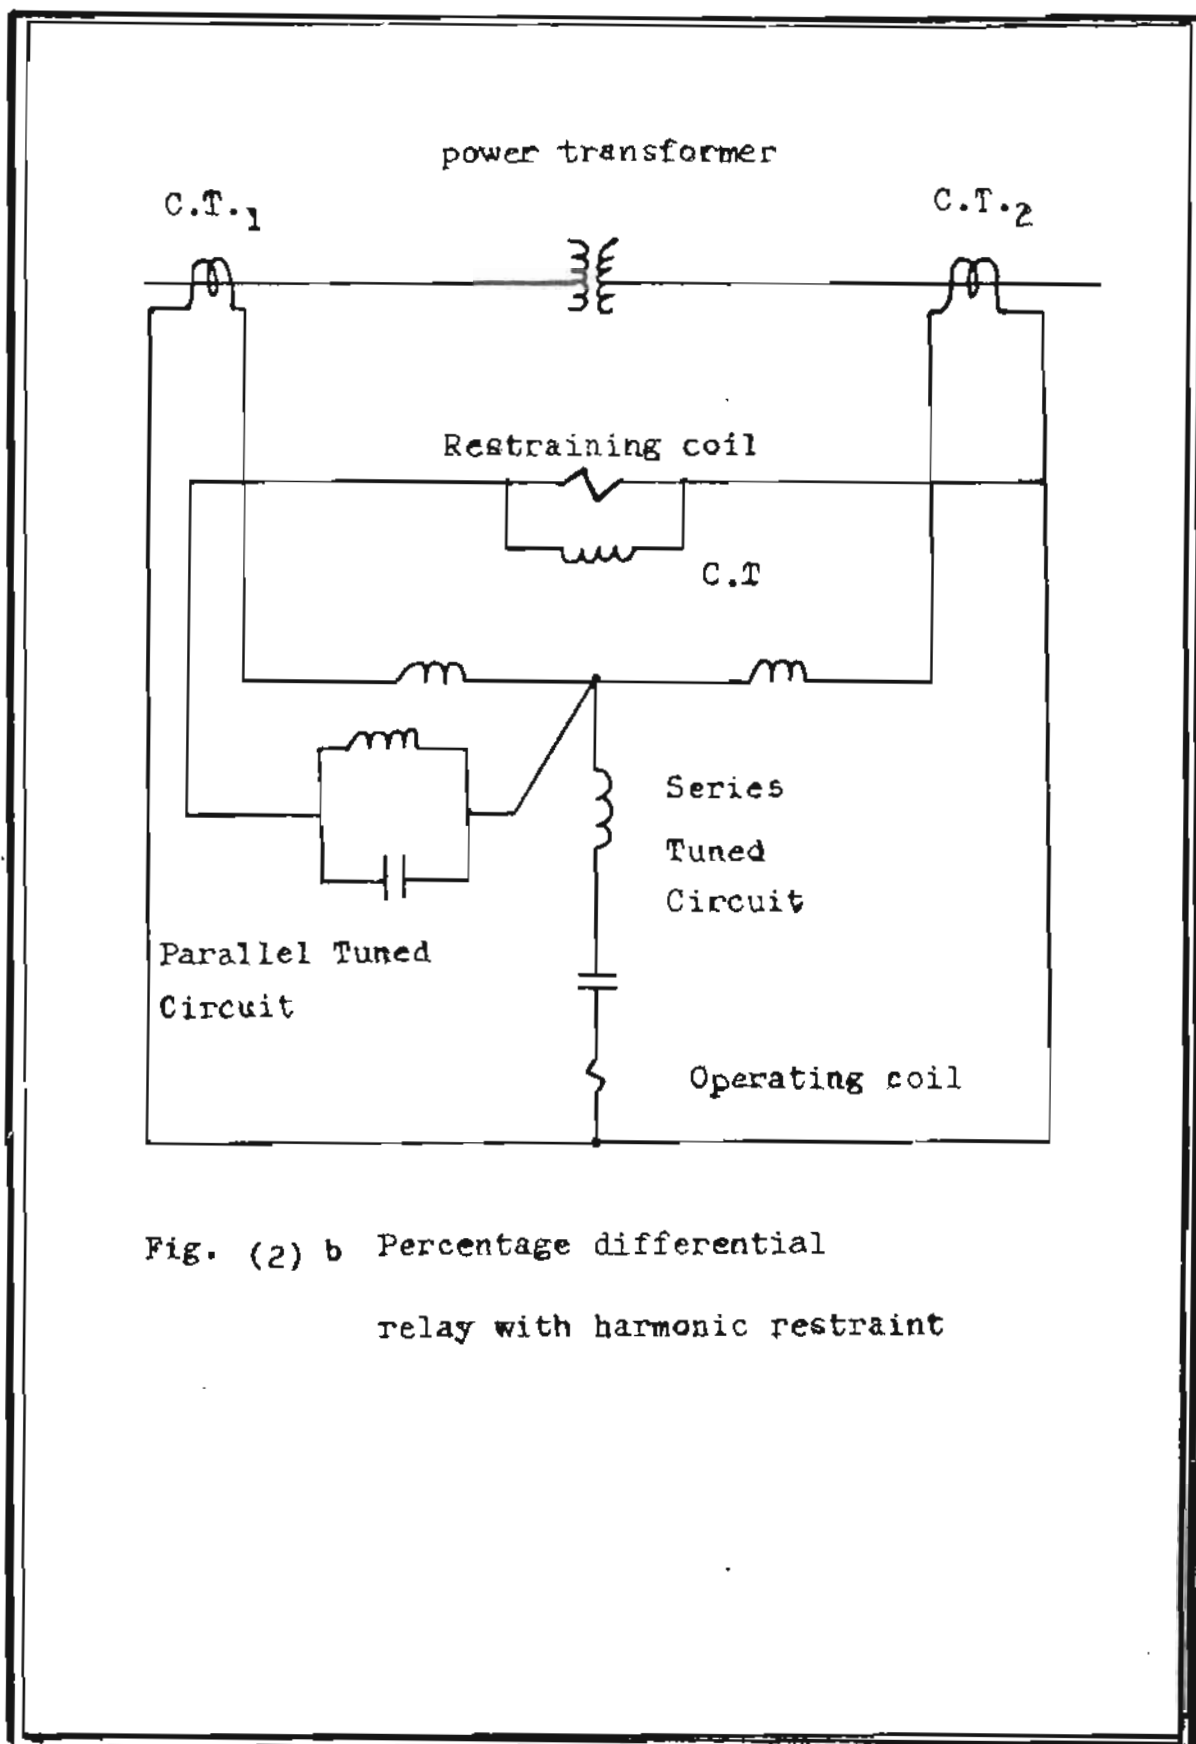 power transformer
C.T.1
C.T.2
Restraining coil
C.T
Series
Tuned
Circuit
Parallel Tuned
Circuit
Operating coil
Fig. (2) b Percentage differential
relay with harmonic restraint